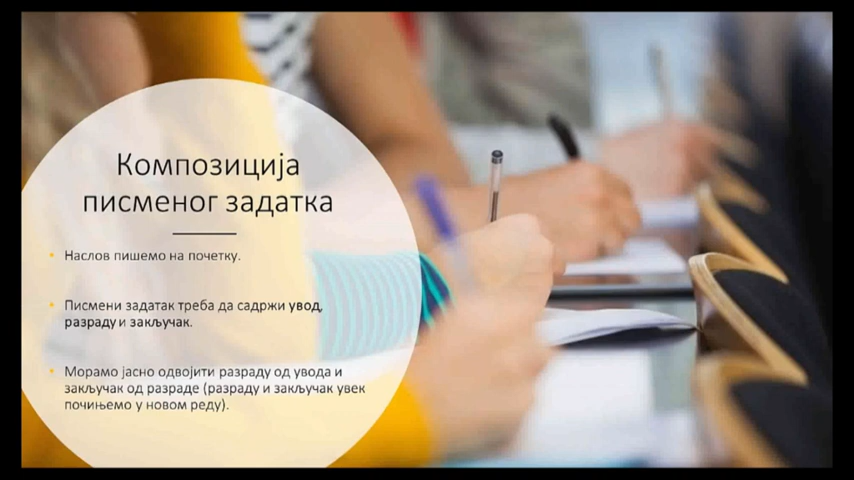 Композиција
писменог задатка
Наслов пишемо на почетку.
Писмени задатак треба да садржи увод,
разраду и закључак.
Морамо јасно одвојити разраду од увода и
закључак од разраде (разраду и закључак увек
почињемо у новом реду).